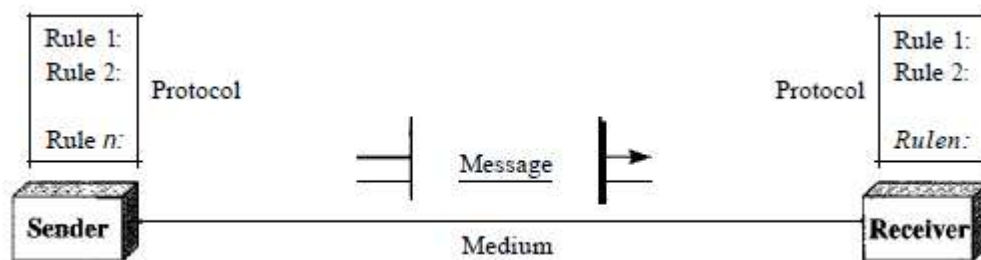 Rule 1:
Rule 2:
Rule n:
Protocol
Rule 1:
Rule 2:
Rulen:
Protocol
Message
Sender
Medium
Receiver